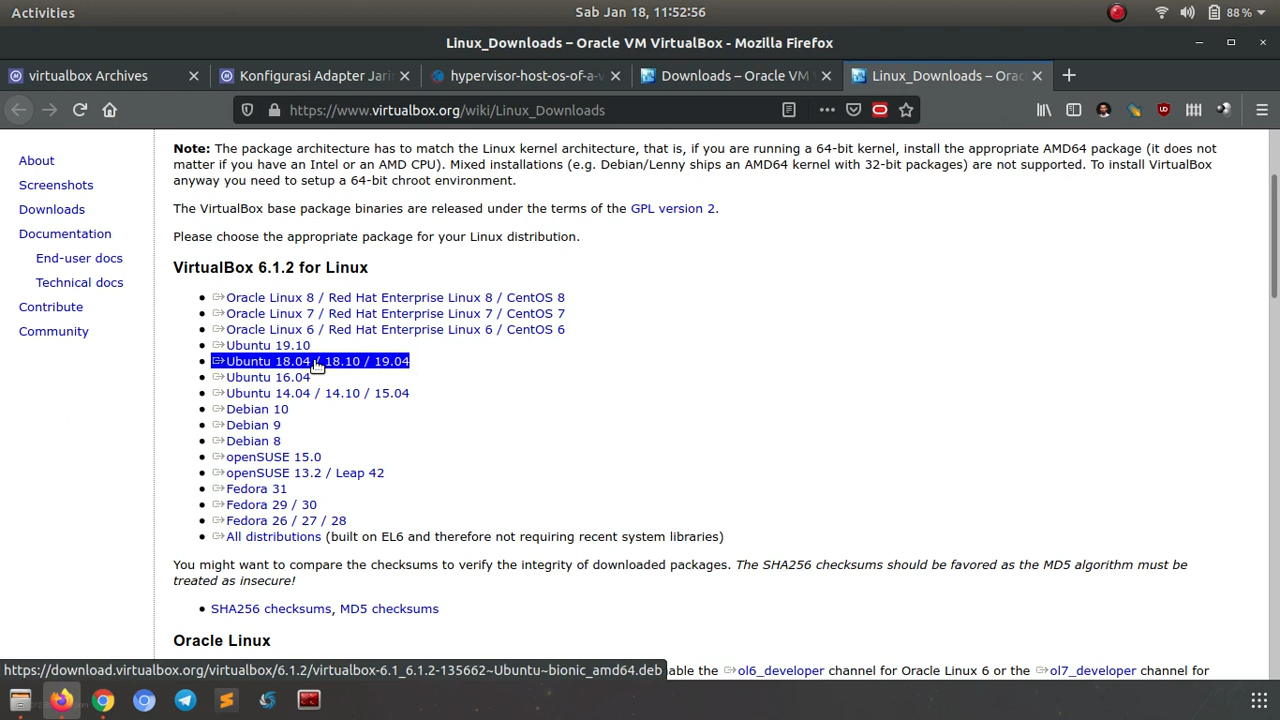 Activities
Sab Jan 18, 11:52:56
88 %
Linux_Downloads – Oracle VM VirtualBox - Mozilla Firefox
virtualbox Archives
Konfigurasi Adapter Jari
hypervisor-host-os-of-a-v
Downloads – Oracle VM
Linux_Downloads – Orac
https://www.virtualbox.org/wiki/Linux_Downloads
About
Screenshots
Downloads
Documentation
End-user docs
Technical docs
Contribute
Community
Note: The package architecture has to match the Linux kernel architecture, that is, if you are running a 64-bit kernel, install the appropriate AMD64 package (it does not
matter if you have an Intel or an AMD CPU). Mixed installations (e.g. Debian/Lenny ships an AMD64 kernel with 32-bit packages) are not supported. To install VirtualBox
anyway you need to setup a 64-bit chroot environment.
The VirtualBox base package binaries are released under the terms of the GPL version 2.
Please choose the appropriate package for your Linux distribution.
VirtualBox 6.1.2 for Linux
Oracle Linux 8 / Red Hat Enterprise Linux 8 / CentOS 8
Oracle Linux 7 / Red Hat Enterprise Linux 7 / CentOS 7
Oracle Linux 6 / Red Hat Enterprise Linux 6 / CentOS 6
Ubuntu 19.10
Ubuntu 18.04 / 18.10 / 19.04
Ubuntu 16.04
Ubuntu 14.04 / 14.10 / 15.04
Debian 10
Debian 9
Debian 8
openSUSE 15.0
openSUSE 13.2 / Leap 42
Fedora 31
Fedora 29 / 30
Fedora 26 / 27 / 28
All distributions (built on EL6 and therefore not requiring recent system libraries)
You might want to compare the checksums to verify the integrity of downloaded packages. The SHA256 checksums should be favored as the MD5 algorithm must be
treated as insecure!
SHA256 checksums, MD5 checksums
Oracle Linux
https://download.virtualbox.org/virtualbox/6.1.2/virtualbox-6.1_6.1.2-135662~Ubuntu~bionic_amd64.deb
able the ol6_developer channel for Oracle Linux 6 or the ol7_developer channel for